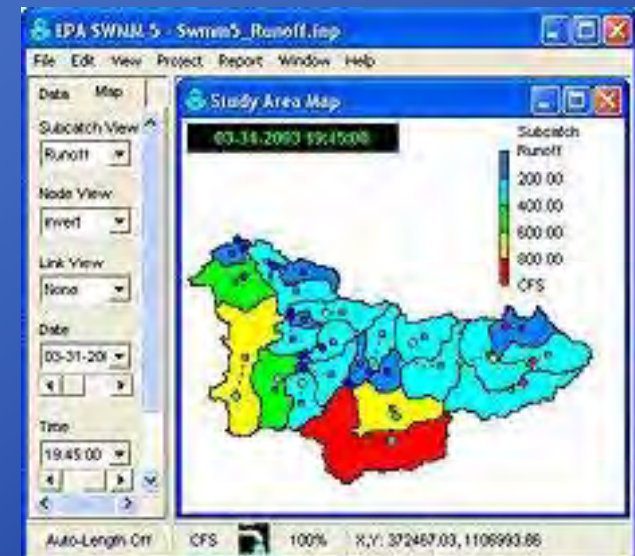 EPA SWMM 5 - Swmm5_Runoff.inp
File Edit View Project Report Window Help
Data Map
Subcatch View
Runoff
Node View
Invert
Link View
None
Date
03-31-20
Time
19:45:00
Study Area Map
03-31-2003 19:45:00
Subcatch
Runoff
200.00
400.00
600.00
800.00
CFS
Auto-Length Off CFS 100% X,Y: 372467.03, 1106993.86